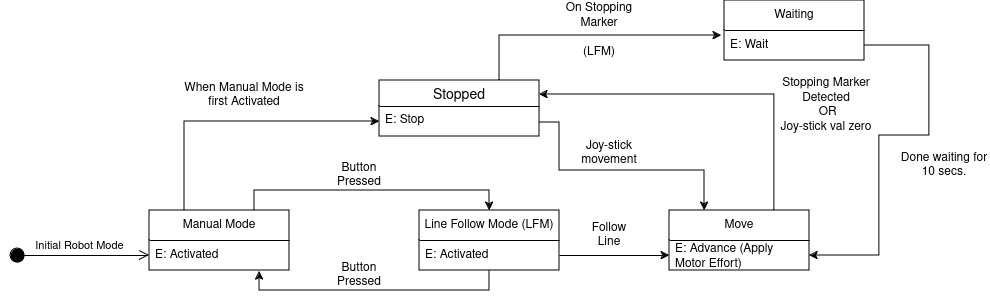 On Stopping
Marker
(LFM)
Waiting
E: Wait
When Manual Mode is
first Activated
Stopped
E: Stop
Stopping Marker
Detected
OR
Joy-stick val zero
Joy-stick
movement
Done waiting for
10 secs.
Button
Pressed
Initial Robot Mode
Manual Mode
E: Activated
Line Follow Mode (LFM)
E: Activated
Follow
Line
Move
E: Advance (Apply
Motor Effort)
Button
Pressed